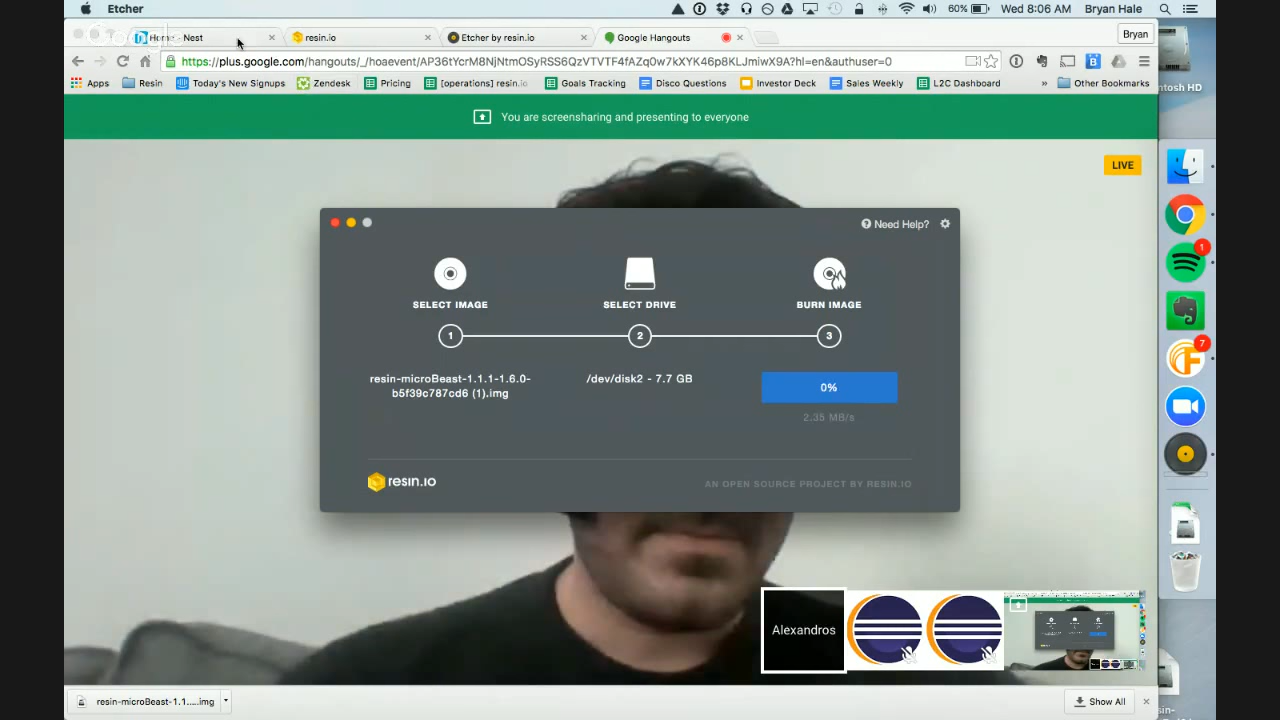 Etcher
60%
Wed 8:06 AM
Bryan Hale
Google
Nest
resin.io
Etcher by resin.io
Google Hangouts
Bryan
https://plus.google.com/hangouts/_/hoaevent/AP36tYcrM8NjNtmOSyRSS6QzVTVTF4fAZq0w7kXYK46p8KLJmiwX9A?hl=en&authuser=0
Apps
Resin
Today's New Signups
Zendesk
Pricing
[operations] resin.io
Goals Tracking
Disco Questions
Investor Deck
Sales Weekly
L2C Dashboard
»
Other Bookmarks
You are screensharing and presenting to everyone
LIVE
Need Help?
SELECT IMAGE
SELECT DRIVE
BURN IMAGE
1
2
3
resin-microBeast-1.1.1-1.6.0-
b5f39c787cd6 (1).img
/dev/disk2 - 7.7 GB
0%
2.35 MB/s
resin.io
AN OPEN SOURCE PROJECT BY RESIN.IO
Alexandros
resin-microBeast-1.1....img
Show All
ntosh HD
1
7